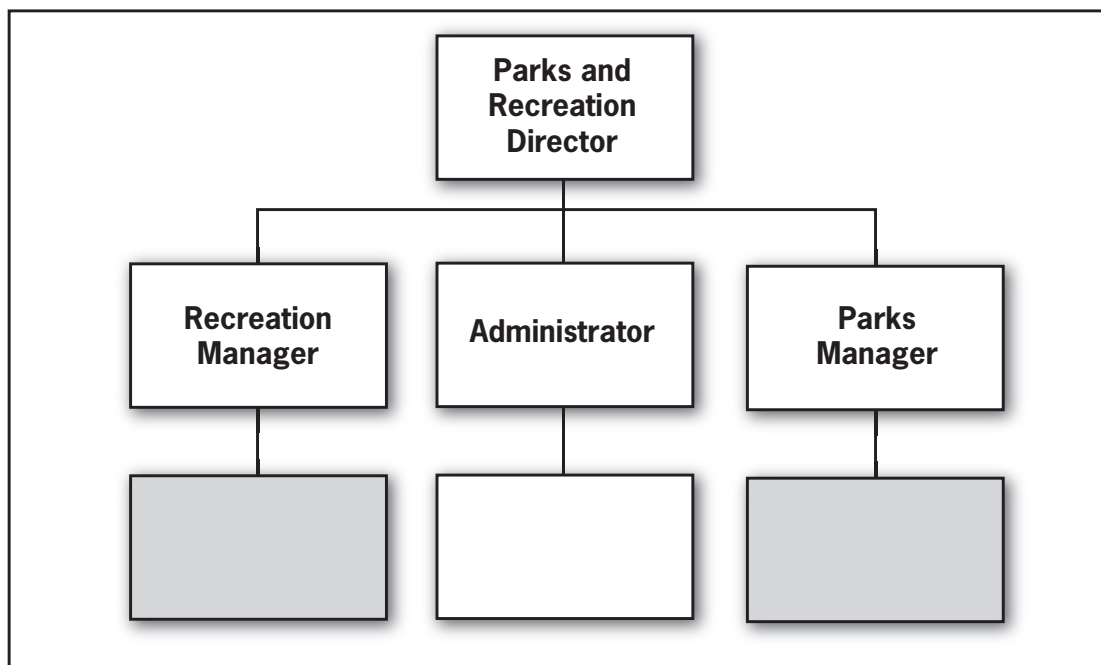 Parks and
Recreation
Director
Recreation
Manager
Administrator
Parks
Manager